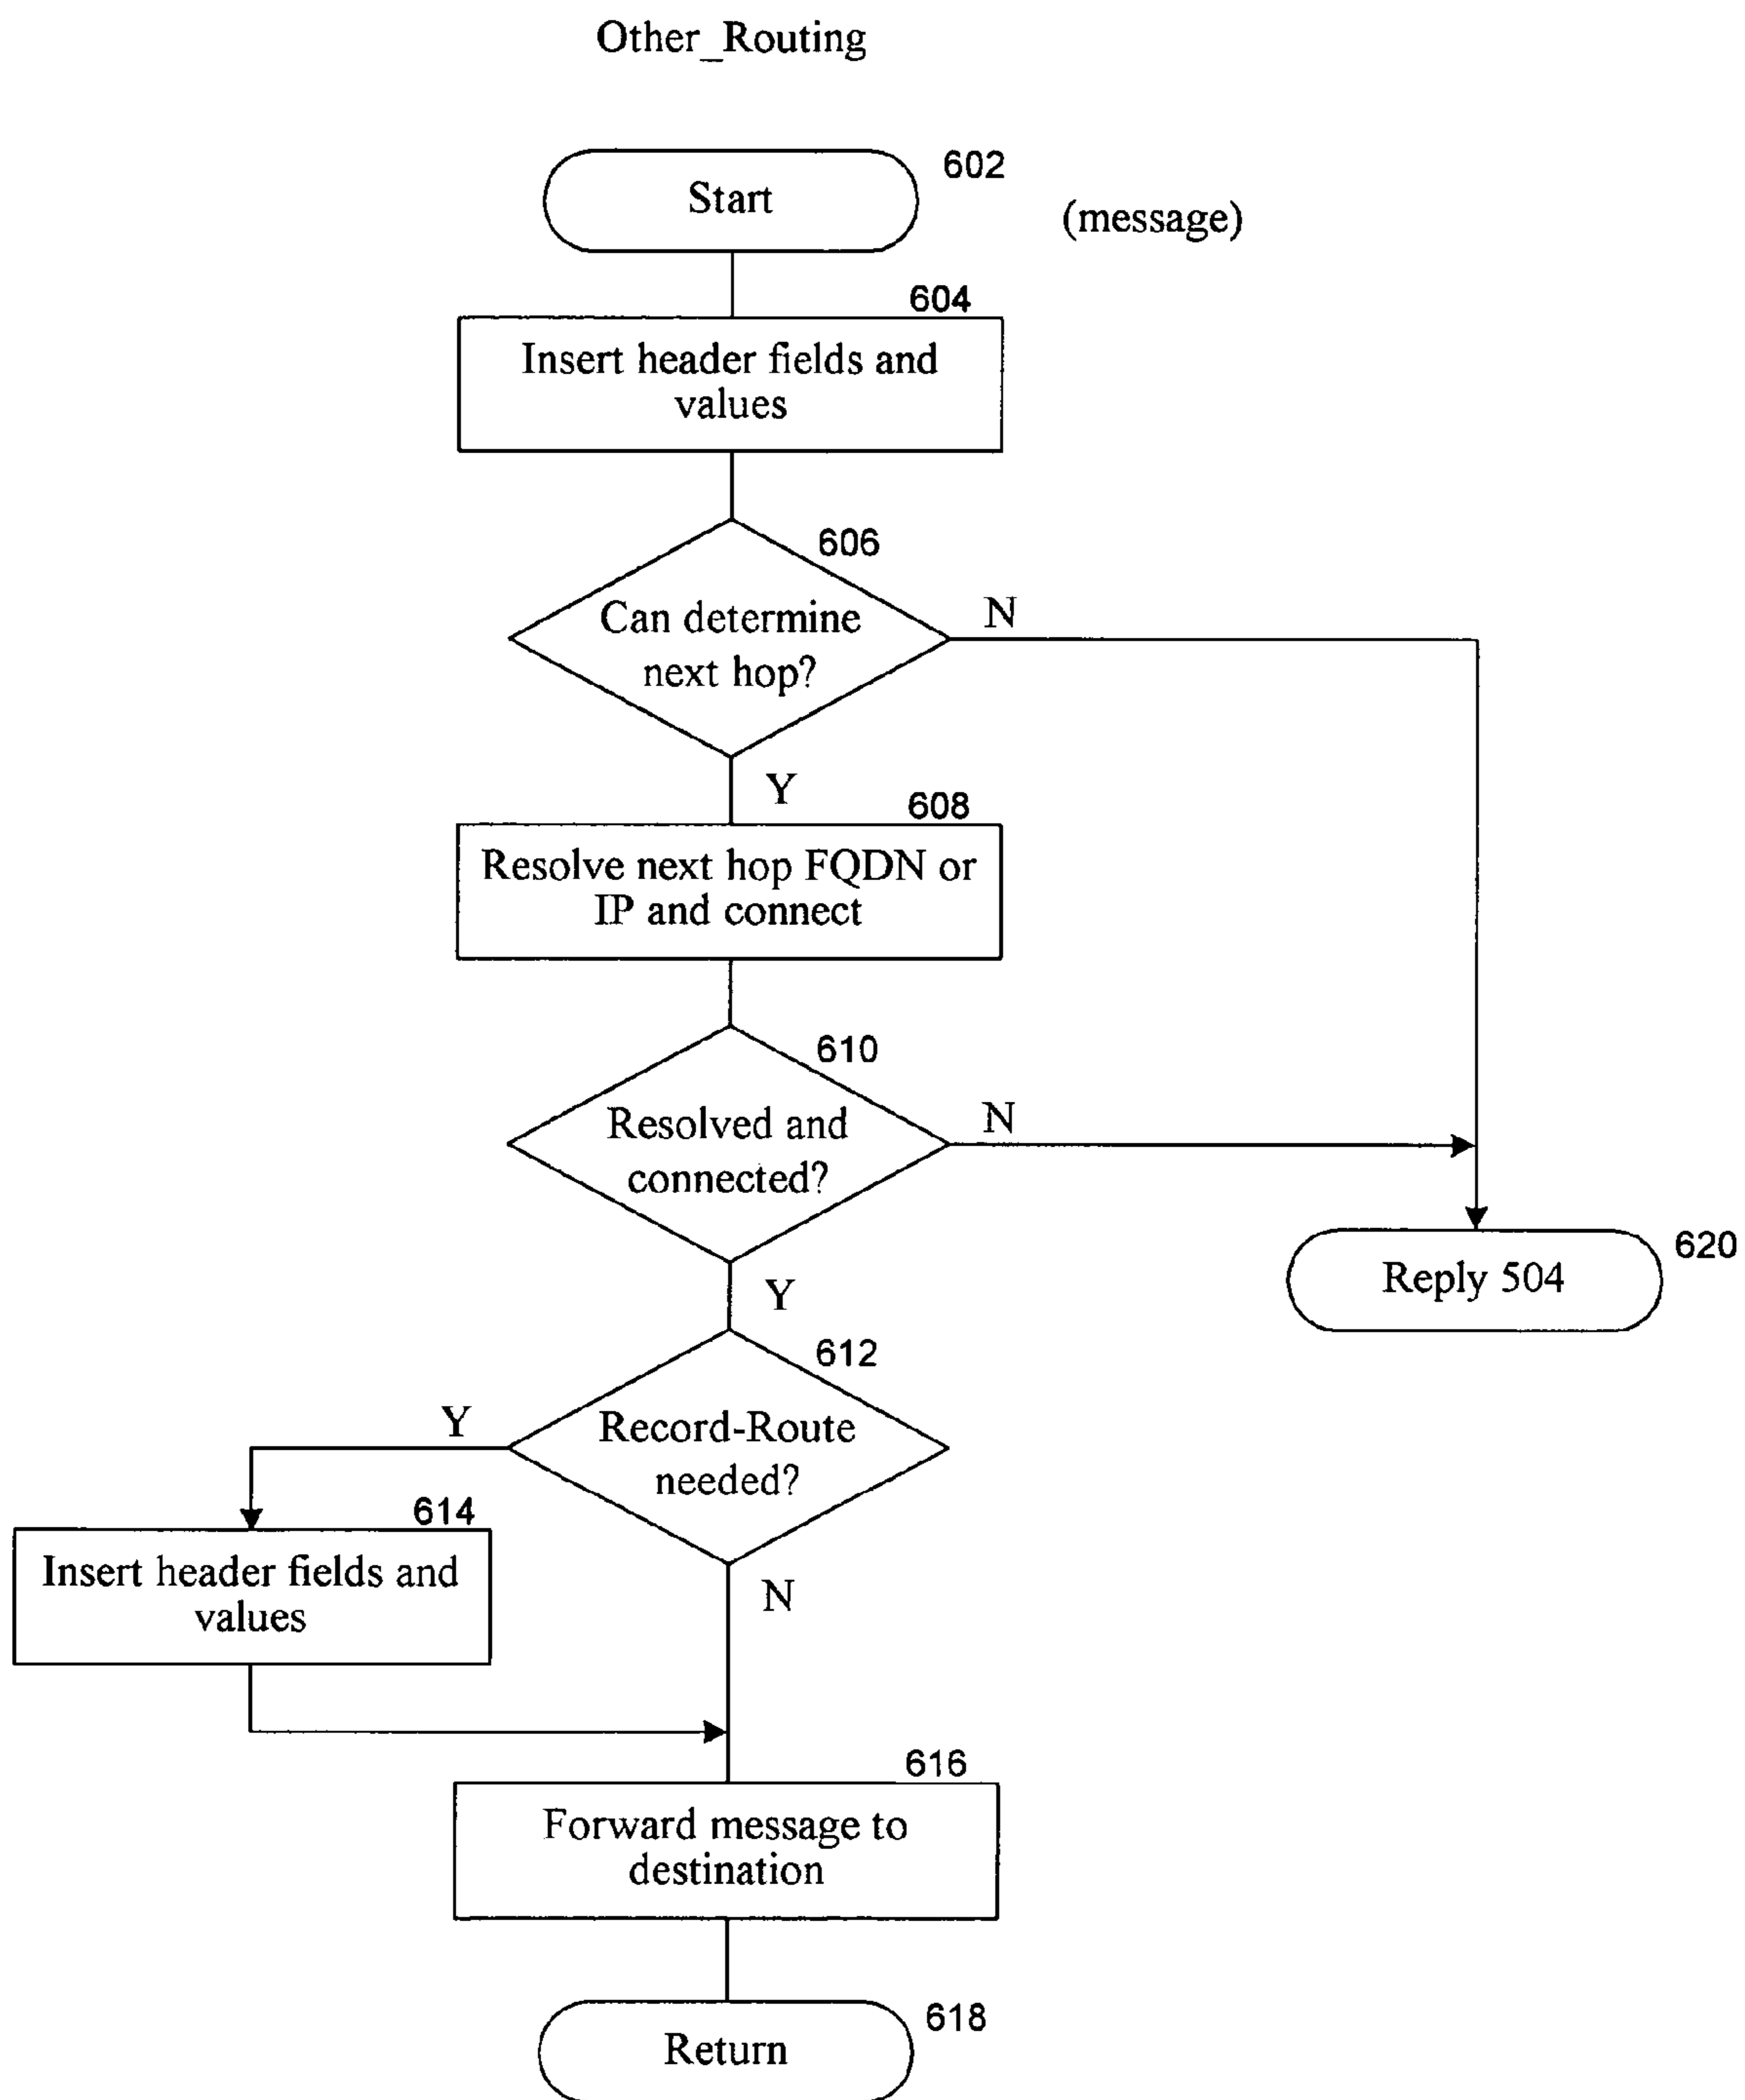 Other_Routing
602
Start
(message)
604
Insert header fields and
values
606
Can determine
next hop?
N
Y
608
Resolve next hop FQDN or
IP and connect
610
Resolved and
connected?
N
Y
620
Reply 504
612
Record-Route
needed?
Y
N
614
Insert header fields and
values
616
Forward message to
destination
618
Return